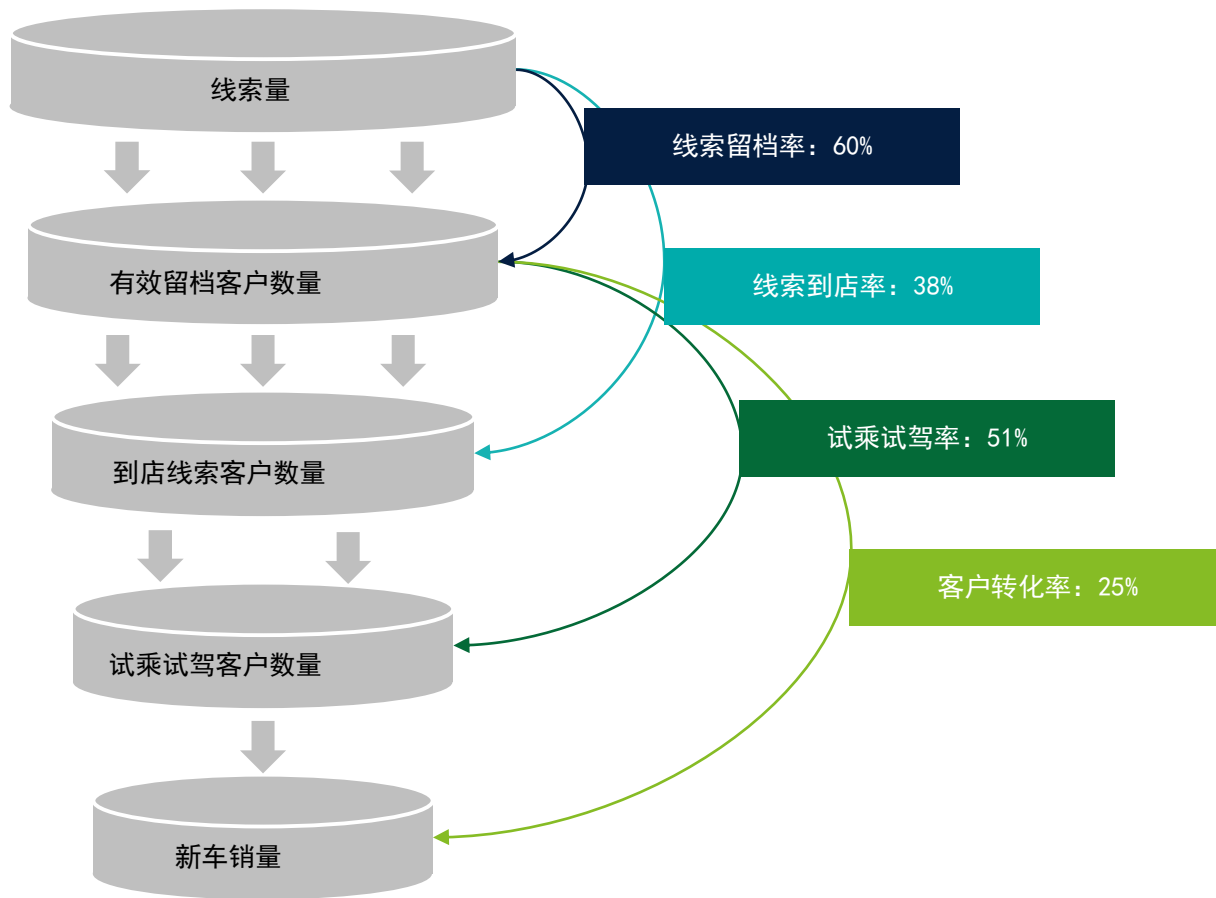 线索量
线索留档率：60%
有效留档客户数量
线索到店率：38%
到店线索客户数量
试乘试驾率：51%
客户转化率：25%
试乘试驾客户数量
新车销量